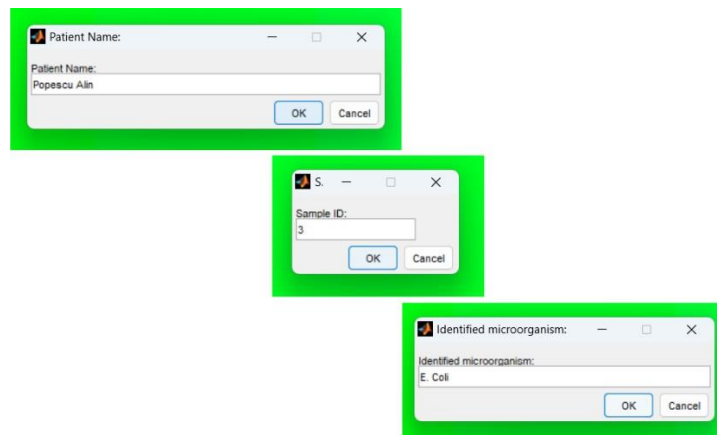 Patient Name:
Patient Name:
Popescu Alin
OK Cancel
S.
Sample ID:
3
OK Cancel
Identified microorganism:
Identified microorganism:
E. Coli
OK Cancel